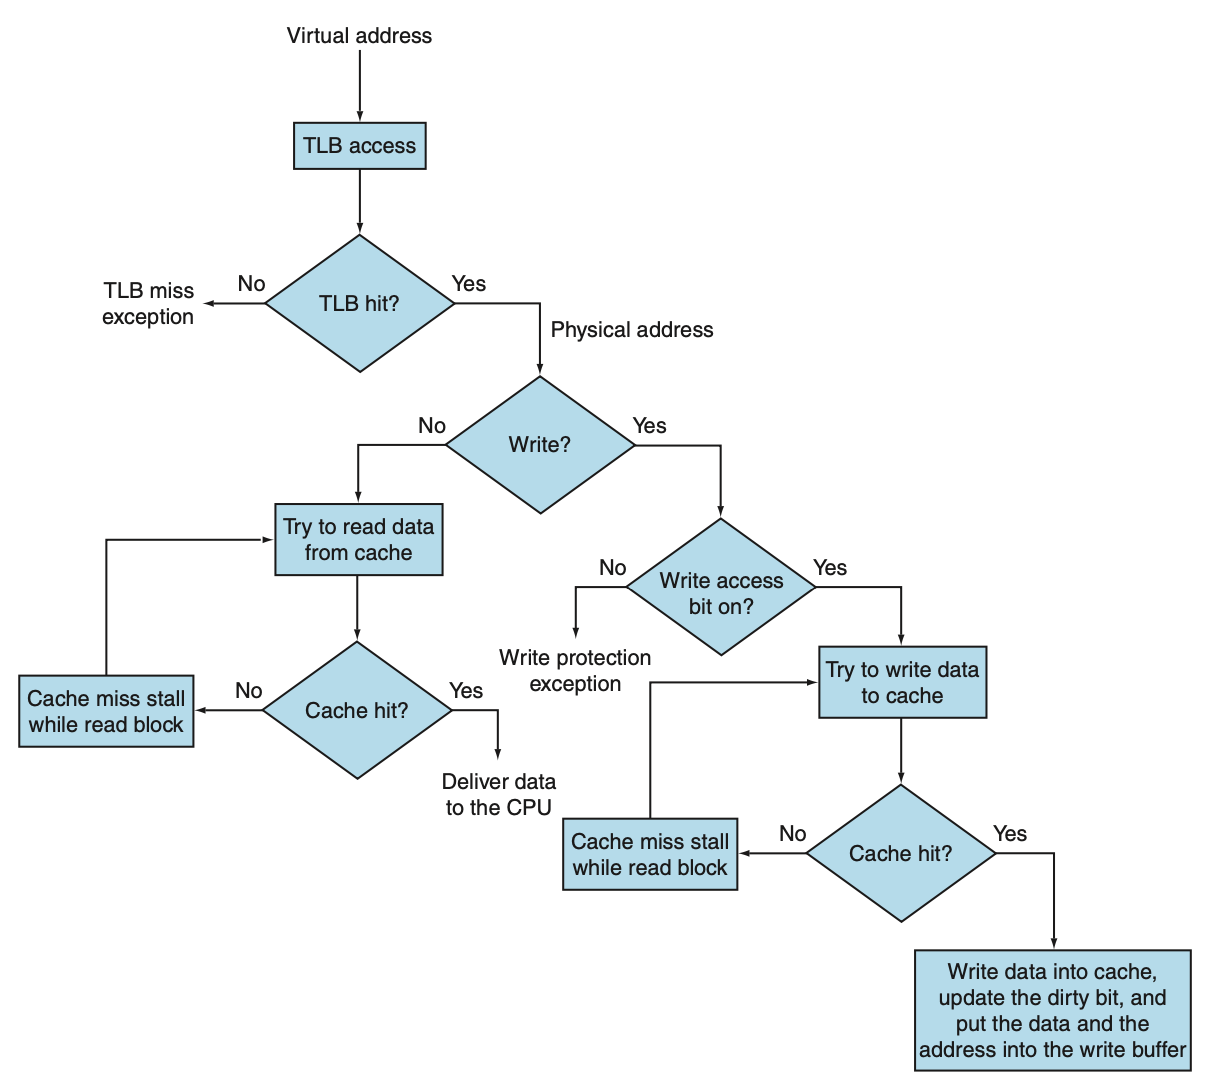 Virtual address
TLB access
TLB hit?
No
Yes
TLB miss
exception
Physical address
Write?
No
Yes
Try to read data
from cache
Write access
bit on?
No
Yes
Write protection
exception
Try to write data
to cache
Cache hit?
No
Yes
Cache miss stall
while read block
Deliver data
to the CPU
Cache hit?
No
Yes
Cache miss stall
while read block
Write data into cache,
update the dirty bit, and
put the data and the
address into the write buffer